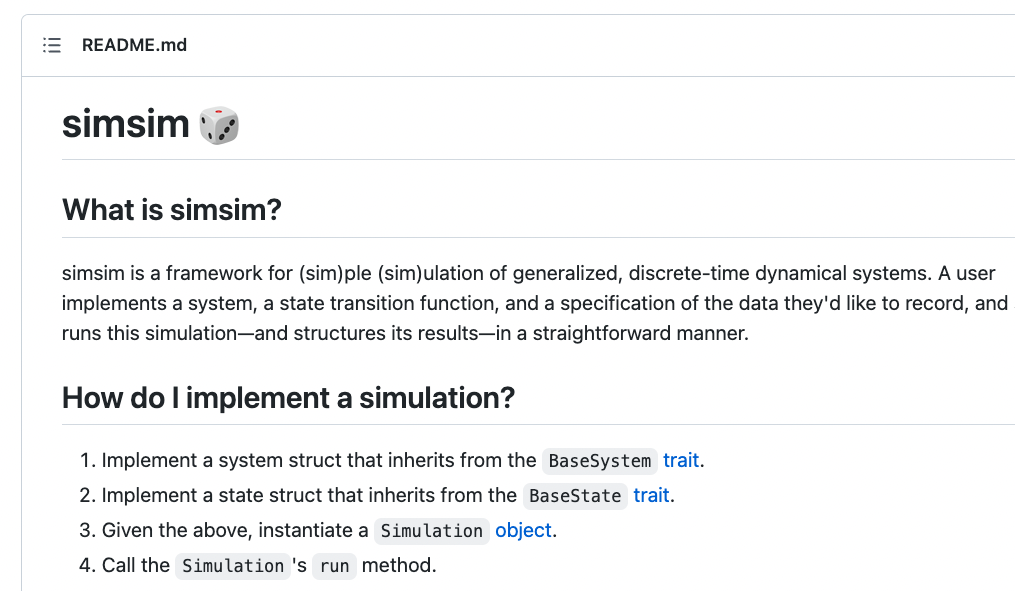 README.md
simsim
What is simsim?
simsim is a framework for (sim)ple (sim)ulation of generalized, discrete-time dynamical systems. A user
implements a system, a state transition function, and a specification of the data they'd like to record, and
runs this simulation—and structures its results—in a straightforward manner.
How do I implement a simulation?
1. Implement a system struct that inherits from the BaseSystem trait.
2. Implement a state struct that inherits from the BaseState trait.
3. Given the above, instantiate a Simulation object.
4. Call the Simulation's run method.